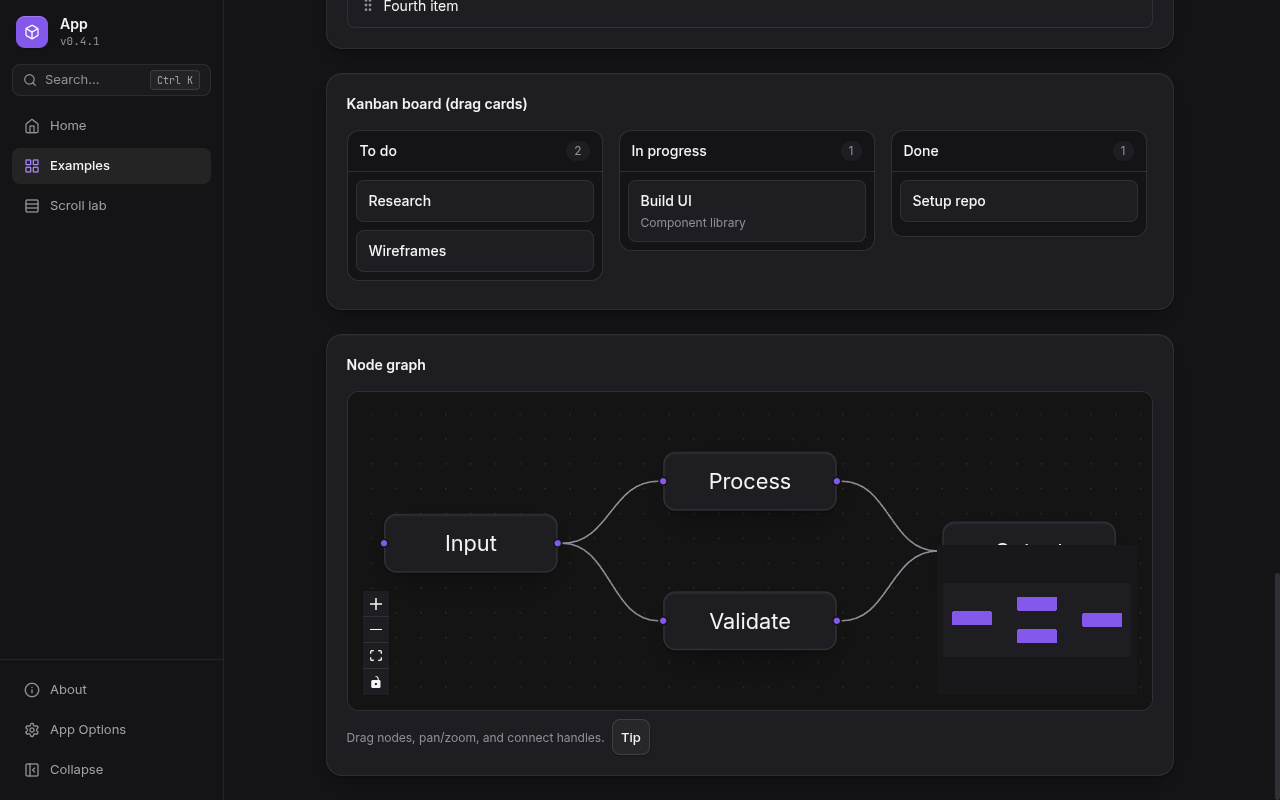 App
v0.4.1
Search...
Ctrl K
Home
Examples
Scroll lab
About
App Options
Collapse
Fourth item
Kanban board (drag cards)
To do
2
Research
Wireframes
In progress
1
Build UI
Component library
Done
1
Setup repo
Node graph
Input
Process
Validate
Drag nodes, pan/zoom, and connect handles.
Tip